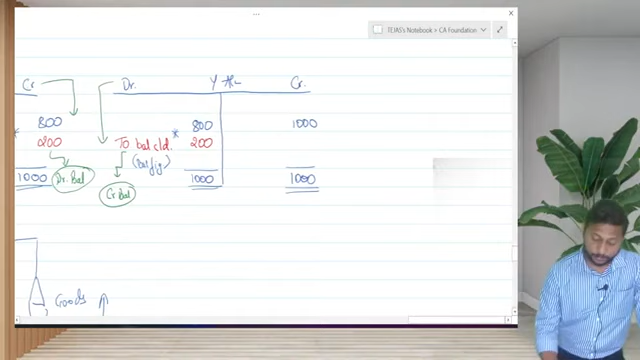 TEJAS's Notebook > CA Foundation
Cr Dr. Y A/c Cr.
800 800 1000
* 200 To bal c/d. * 200
(Bal fig)
1000 Dr. Bal 1000 1000
Cr Bal
Goods ↑